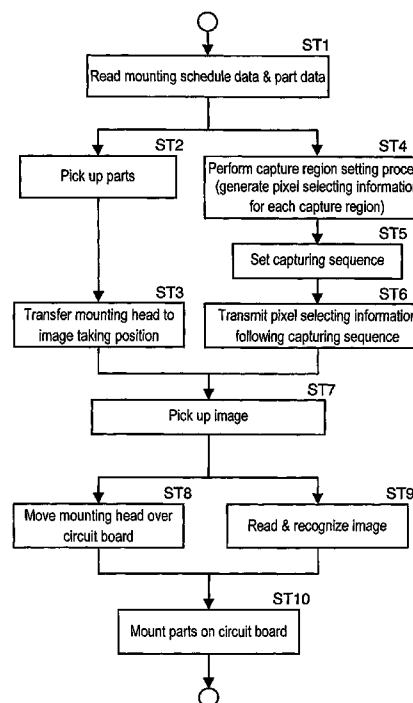 ST1
Read mounting schedule data & part data
ST2
Pick up parts
ST4
Perform capture region setting proce
(generate pixel selecting information
for each capture region)
ST5
Set capturing sequence
ST3
Transfer mounting head to
image taking position
ST6
Transmit pixel selecting information
following capturing sequence
ST7
Pick up image
ST8
Move mounting head over
circuit board
ST9
Read & recognize image
ST10
Mount parts on circuit board